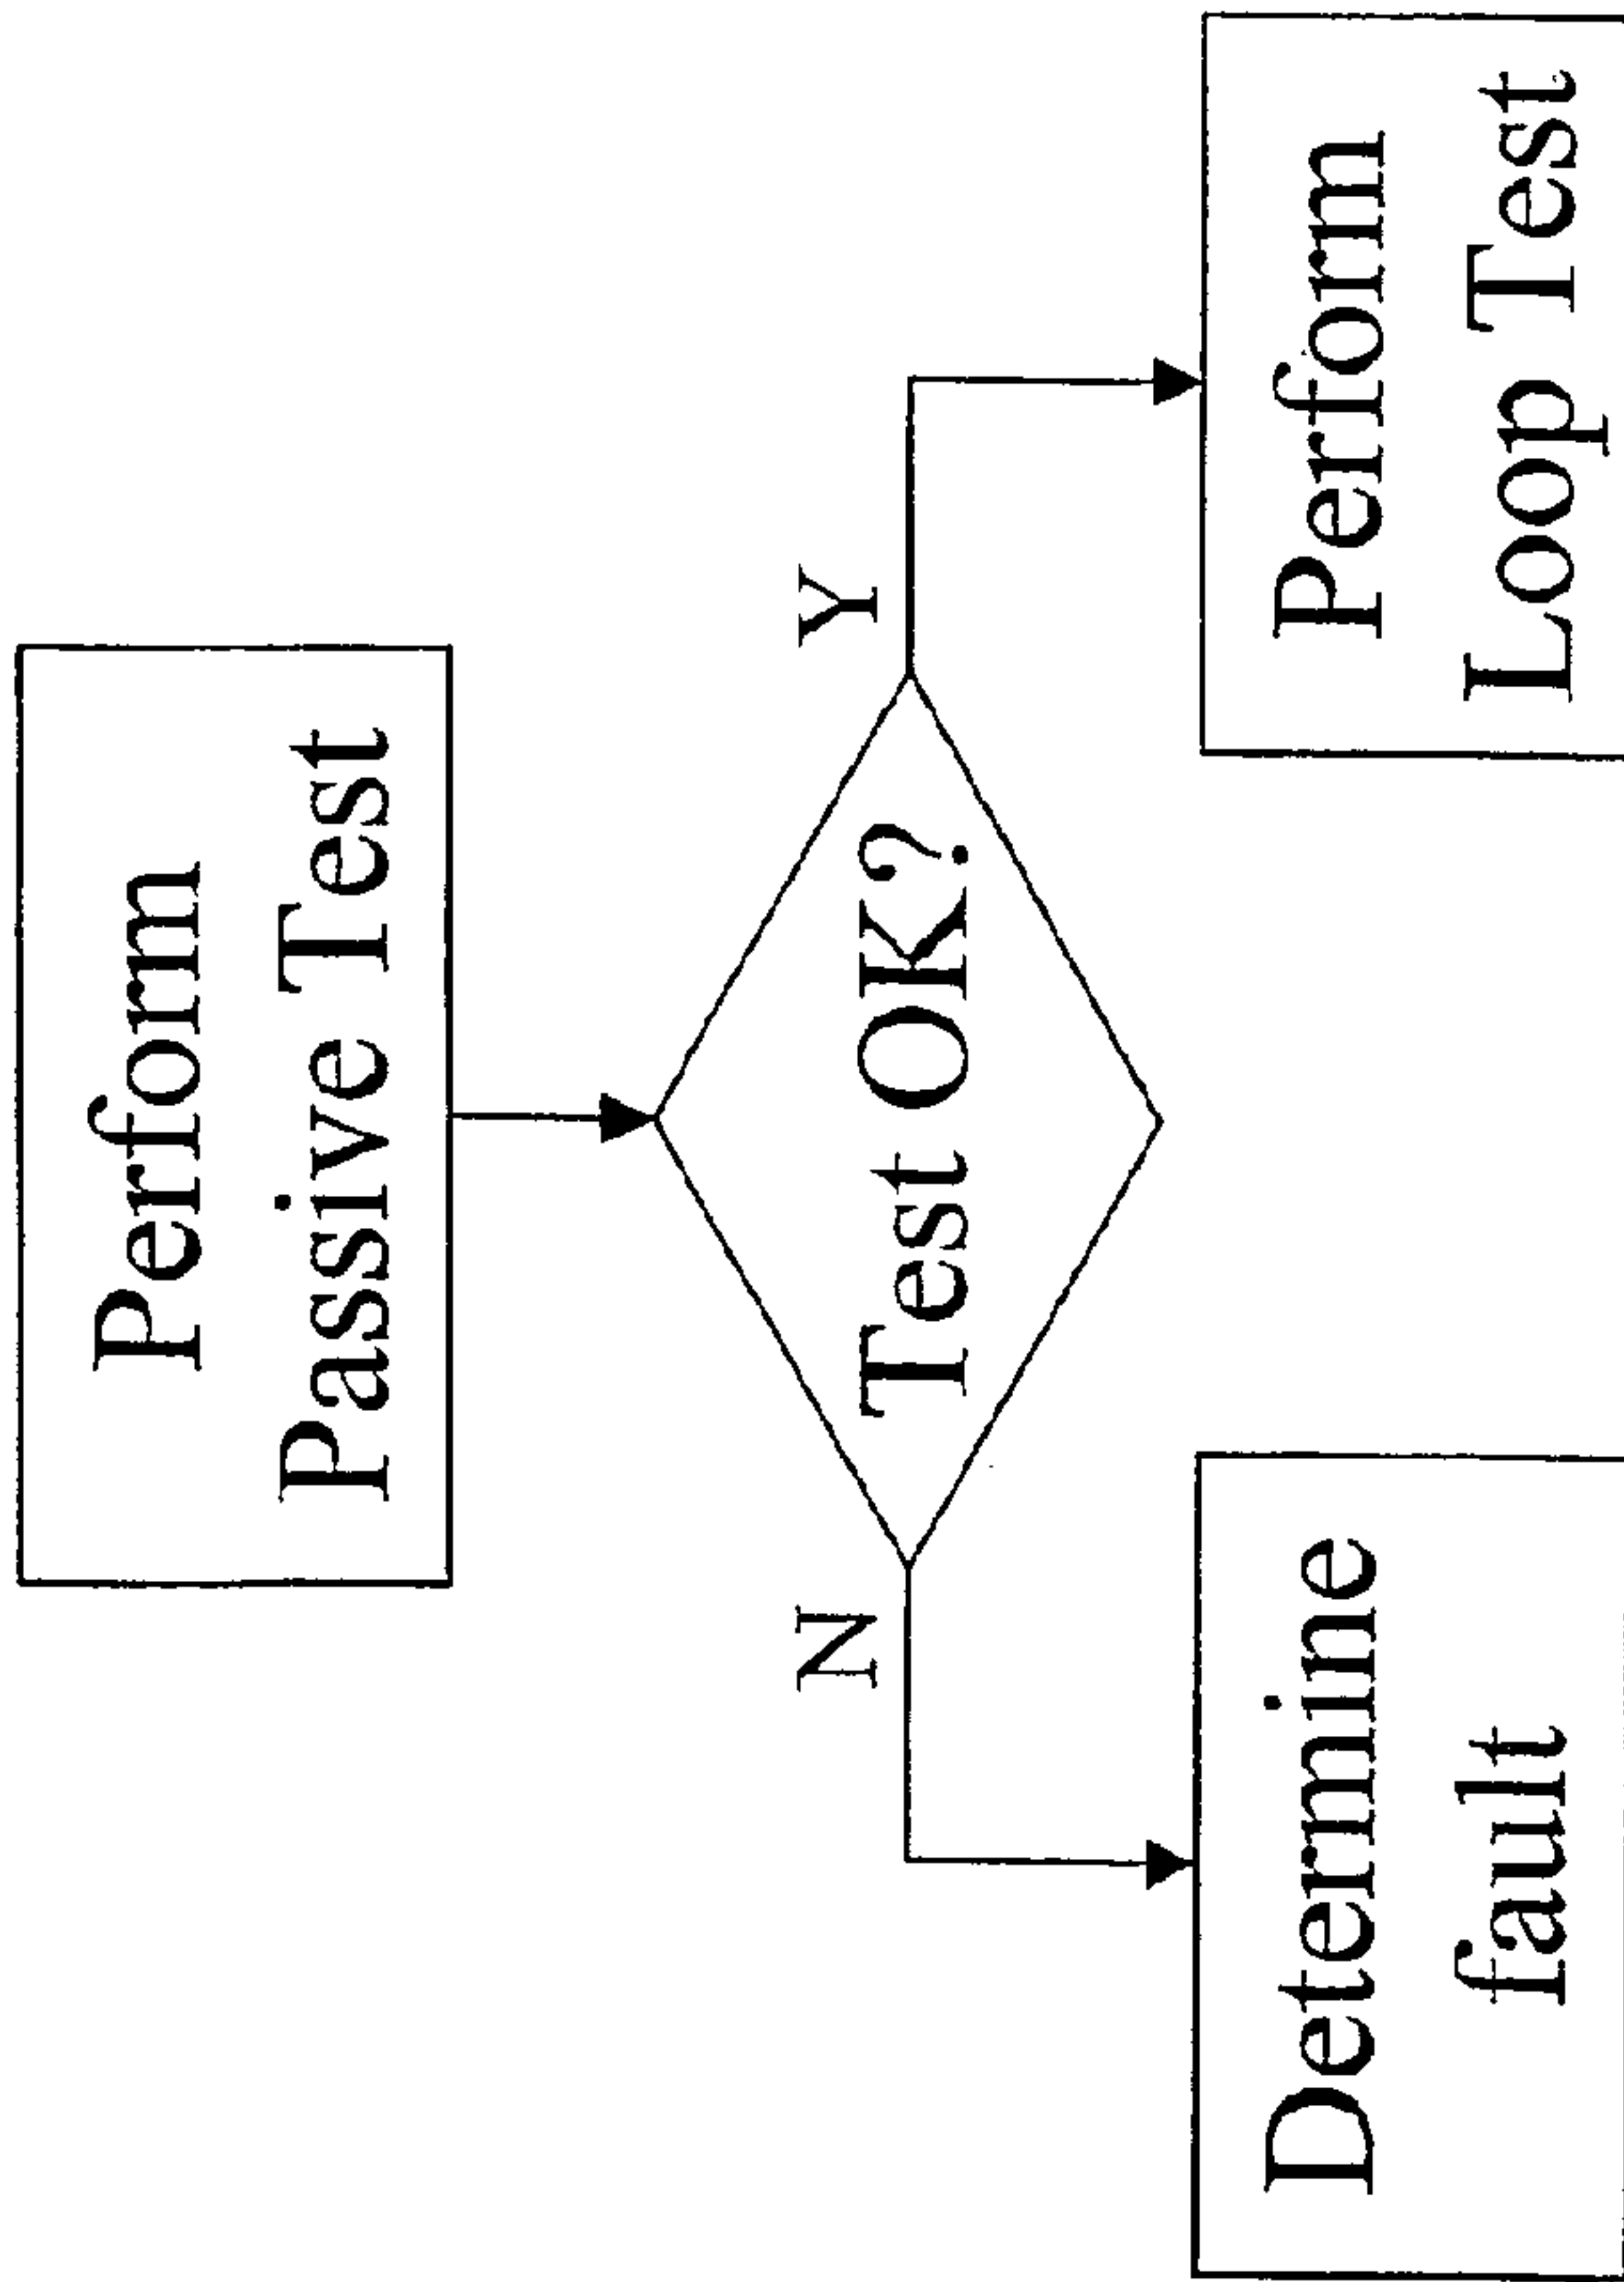 Perform
Passive Test
Test OK?
N
Y
Determine
fault
Perform
Loop Test